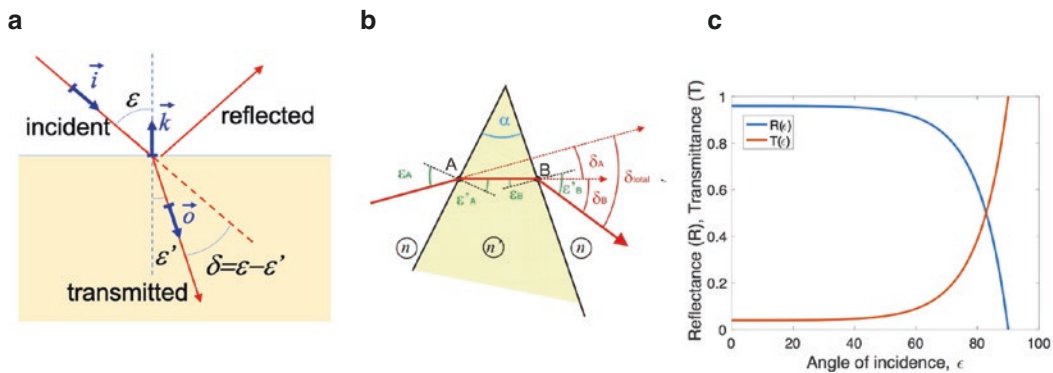 a
b
c
i
ε
k
incident
reflected
o
ε'
δ=ε−ε'
transmitted
α
A
B
εA
ε'A
εB
ε'B
δA
δB
δtotal
n
n'
n
Reflectance (R), Transmittance (T)
1
0.8
0.6
0.4
0.2
0
R(ϵ)
T(ϵ)
0 20 40 60 80 100
Angle of incidence, ϵ